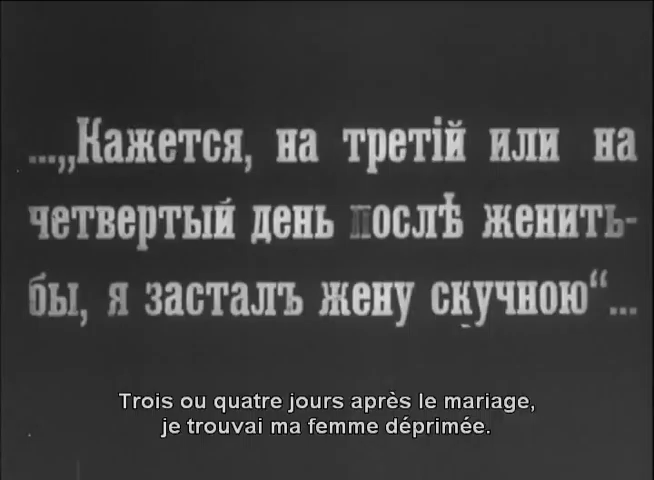 ...„Кажется, на третій или на
четвертый день послѣ женить-
бы, я засталъ жену скучною“...
Trois ou quatre jours après le mariage,
je trouvai ma femme déprimée.